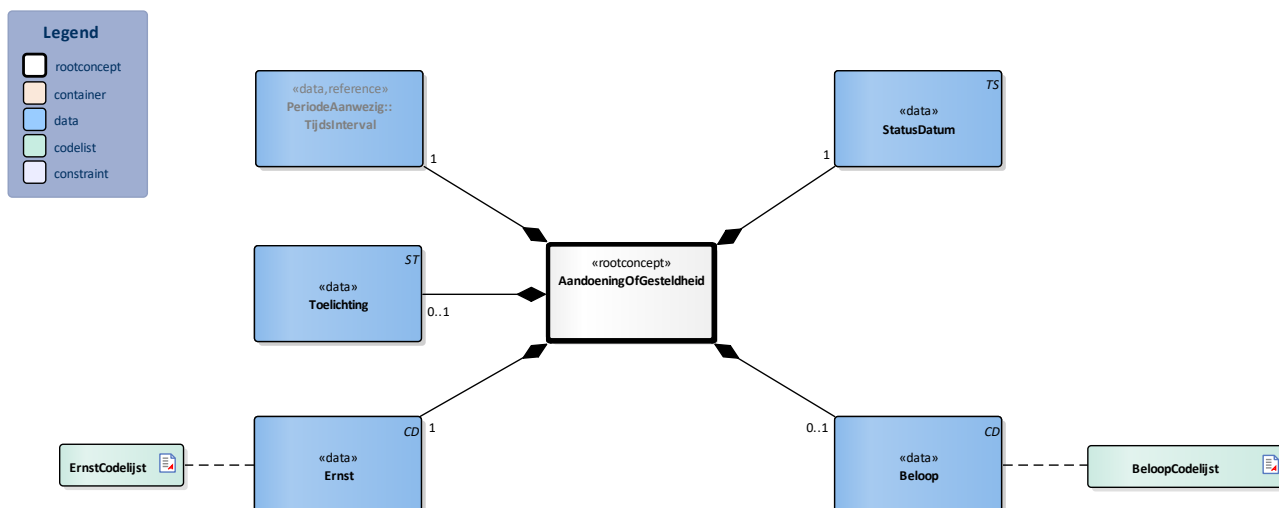 Legend
rootconcept
container
data
codelist
constraint
«data,reference»
PeriodeAanwezig::
TijdsInterval
1
TS
«data»
StatusDatum
1
«rootconcept»
AandoeningOfGesteldheid
ST
«data»
Toelichting
0..1
CD
«data»
Ernst
1
ErnstCodelijst
0..1
CD
«data»
Beloop
BeloopCodelijst